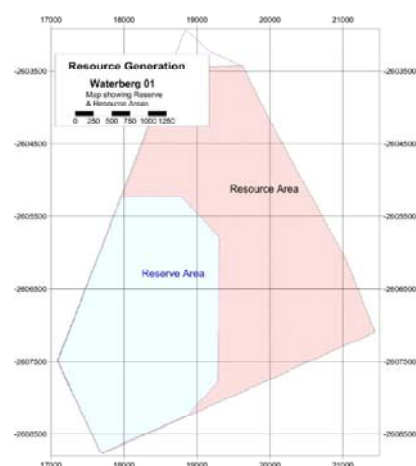 17000 18000 19000 20000 21000
-2603500 -2603500
Resource Generation
Waterberg 01
Map showing Reserve
& Resource Areas
0 250 500 750 1000 1250
-2604500 -2604500
Resource Area
-2605500 -2605500
Reserve Area
-2606500 -2606500
-2607500 -2607500
-2608500 -2608500
17000 18000 19000 20000 21000